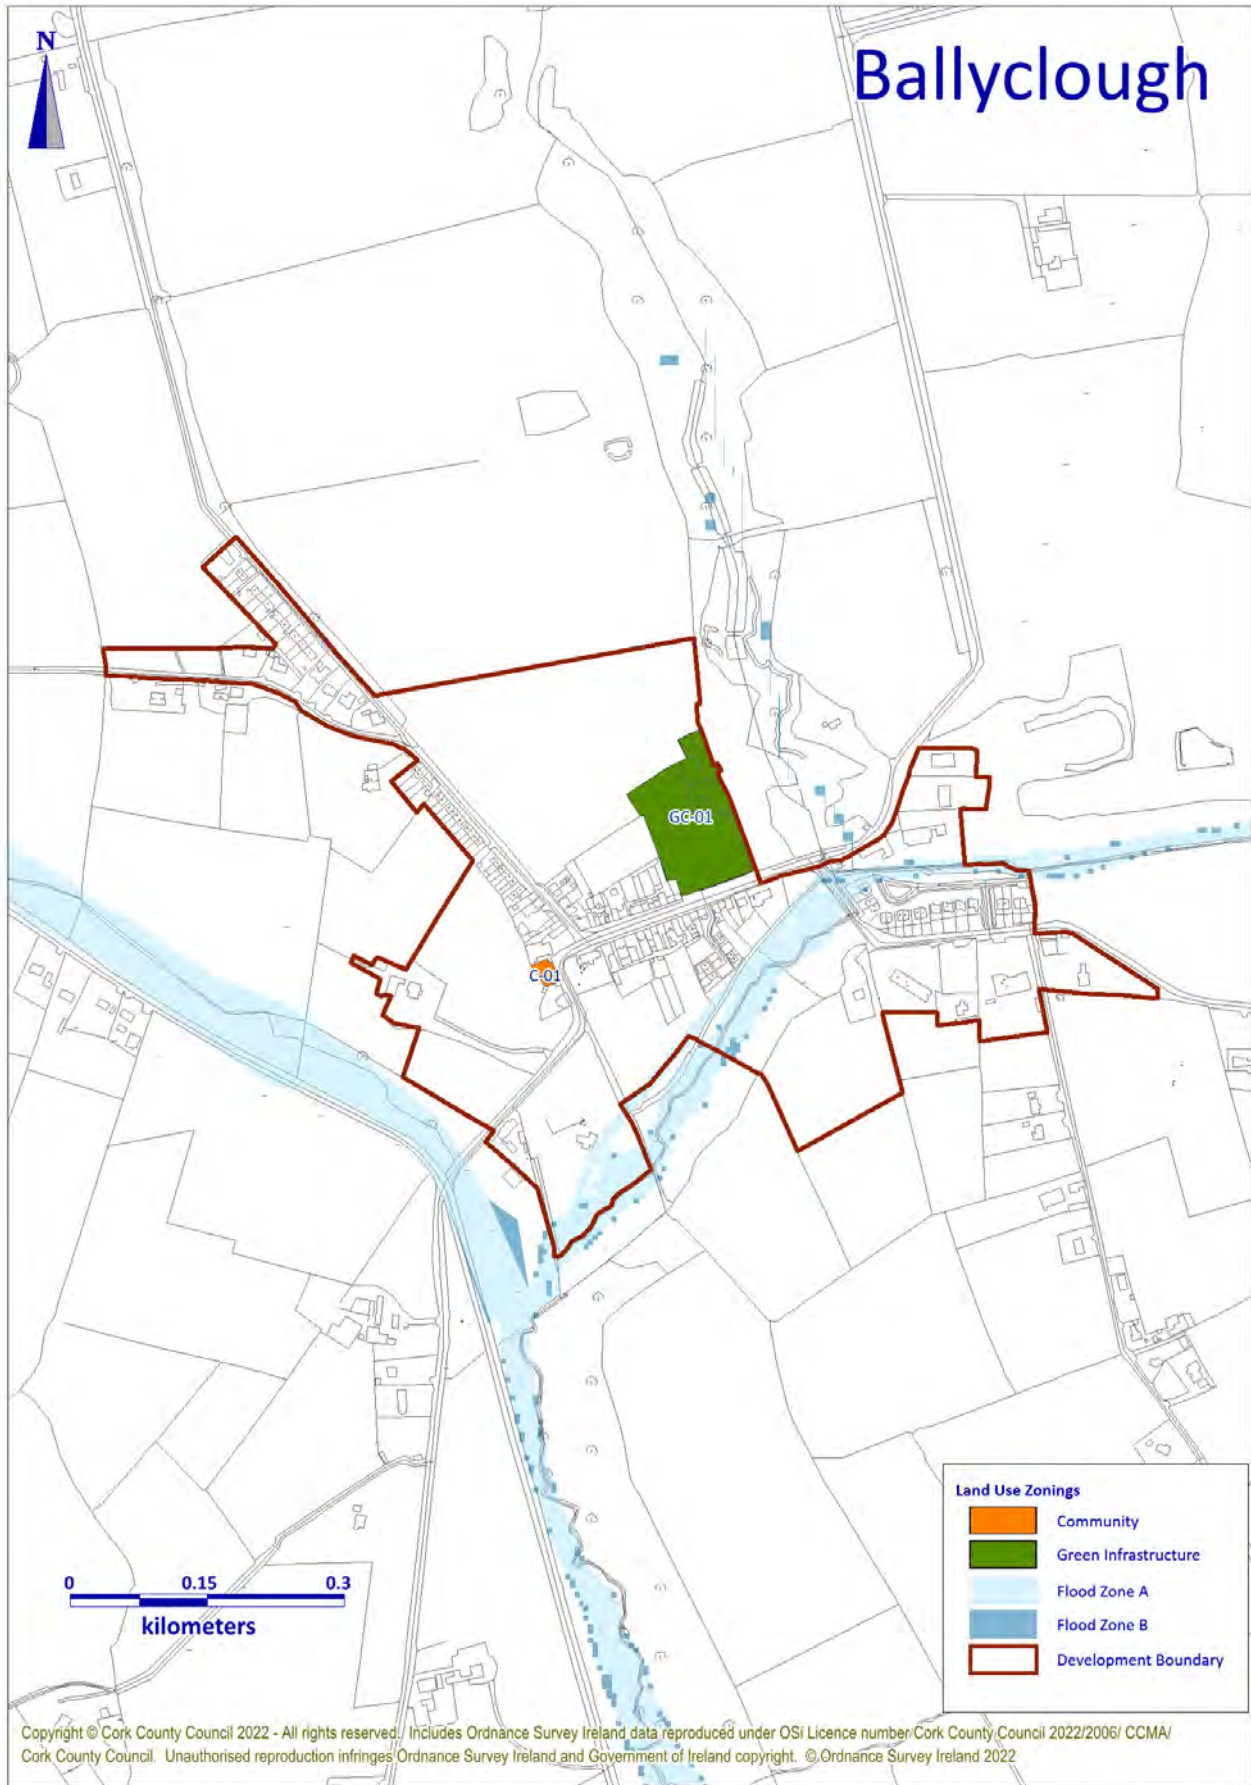 N
Ballyclough
GC-01
C-01
Land Use Zonings
Community
Green Infrastructure
Flood Zone A
Flood Zone B
Development Boundary
0 0.15 0.3
kilometers
Copyright © Cork County Council 2022 - All rights reserved. Includes Ordnance Survey Ireland data reproduced under OSi Licence number Cork County Council 2022/2006/ CCMA/
Cork County Council. Unauthorised reproduction infringes Ordnance Survey Ireland and Government of Ireland copyright. © Ordnance Survey Ireland 2022